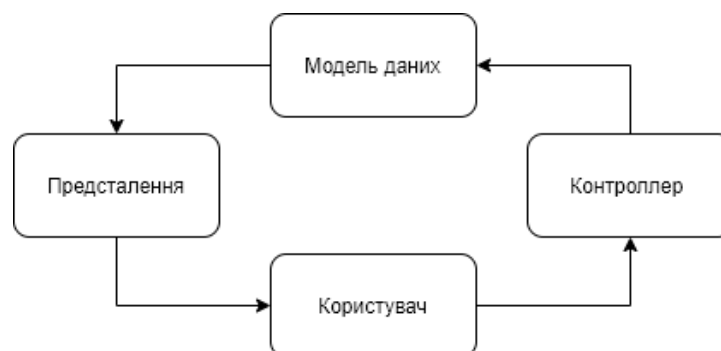 Модель даних
Предсталення
Контроллер
Користувач